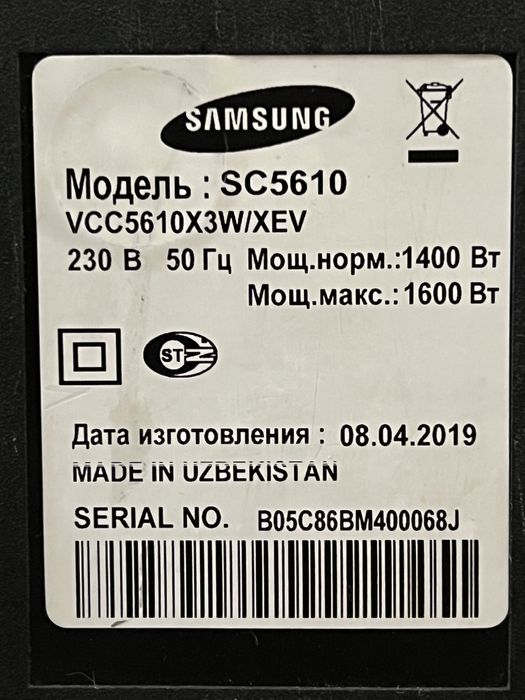 SAMSUNG
Модель : SC5610
VCC5610X3W/XEV
230 В 50 Гц Мощ.норм.:1400 Вт
Мощ.макс.:1600 Вт
ST
Дата изготовления : 08.04.2019
MADE IN UZBEKISTAN
SERIAL NO. B05C86BM400068J